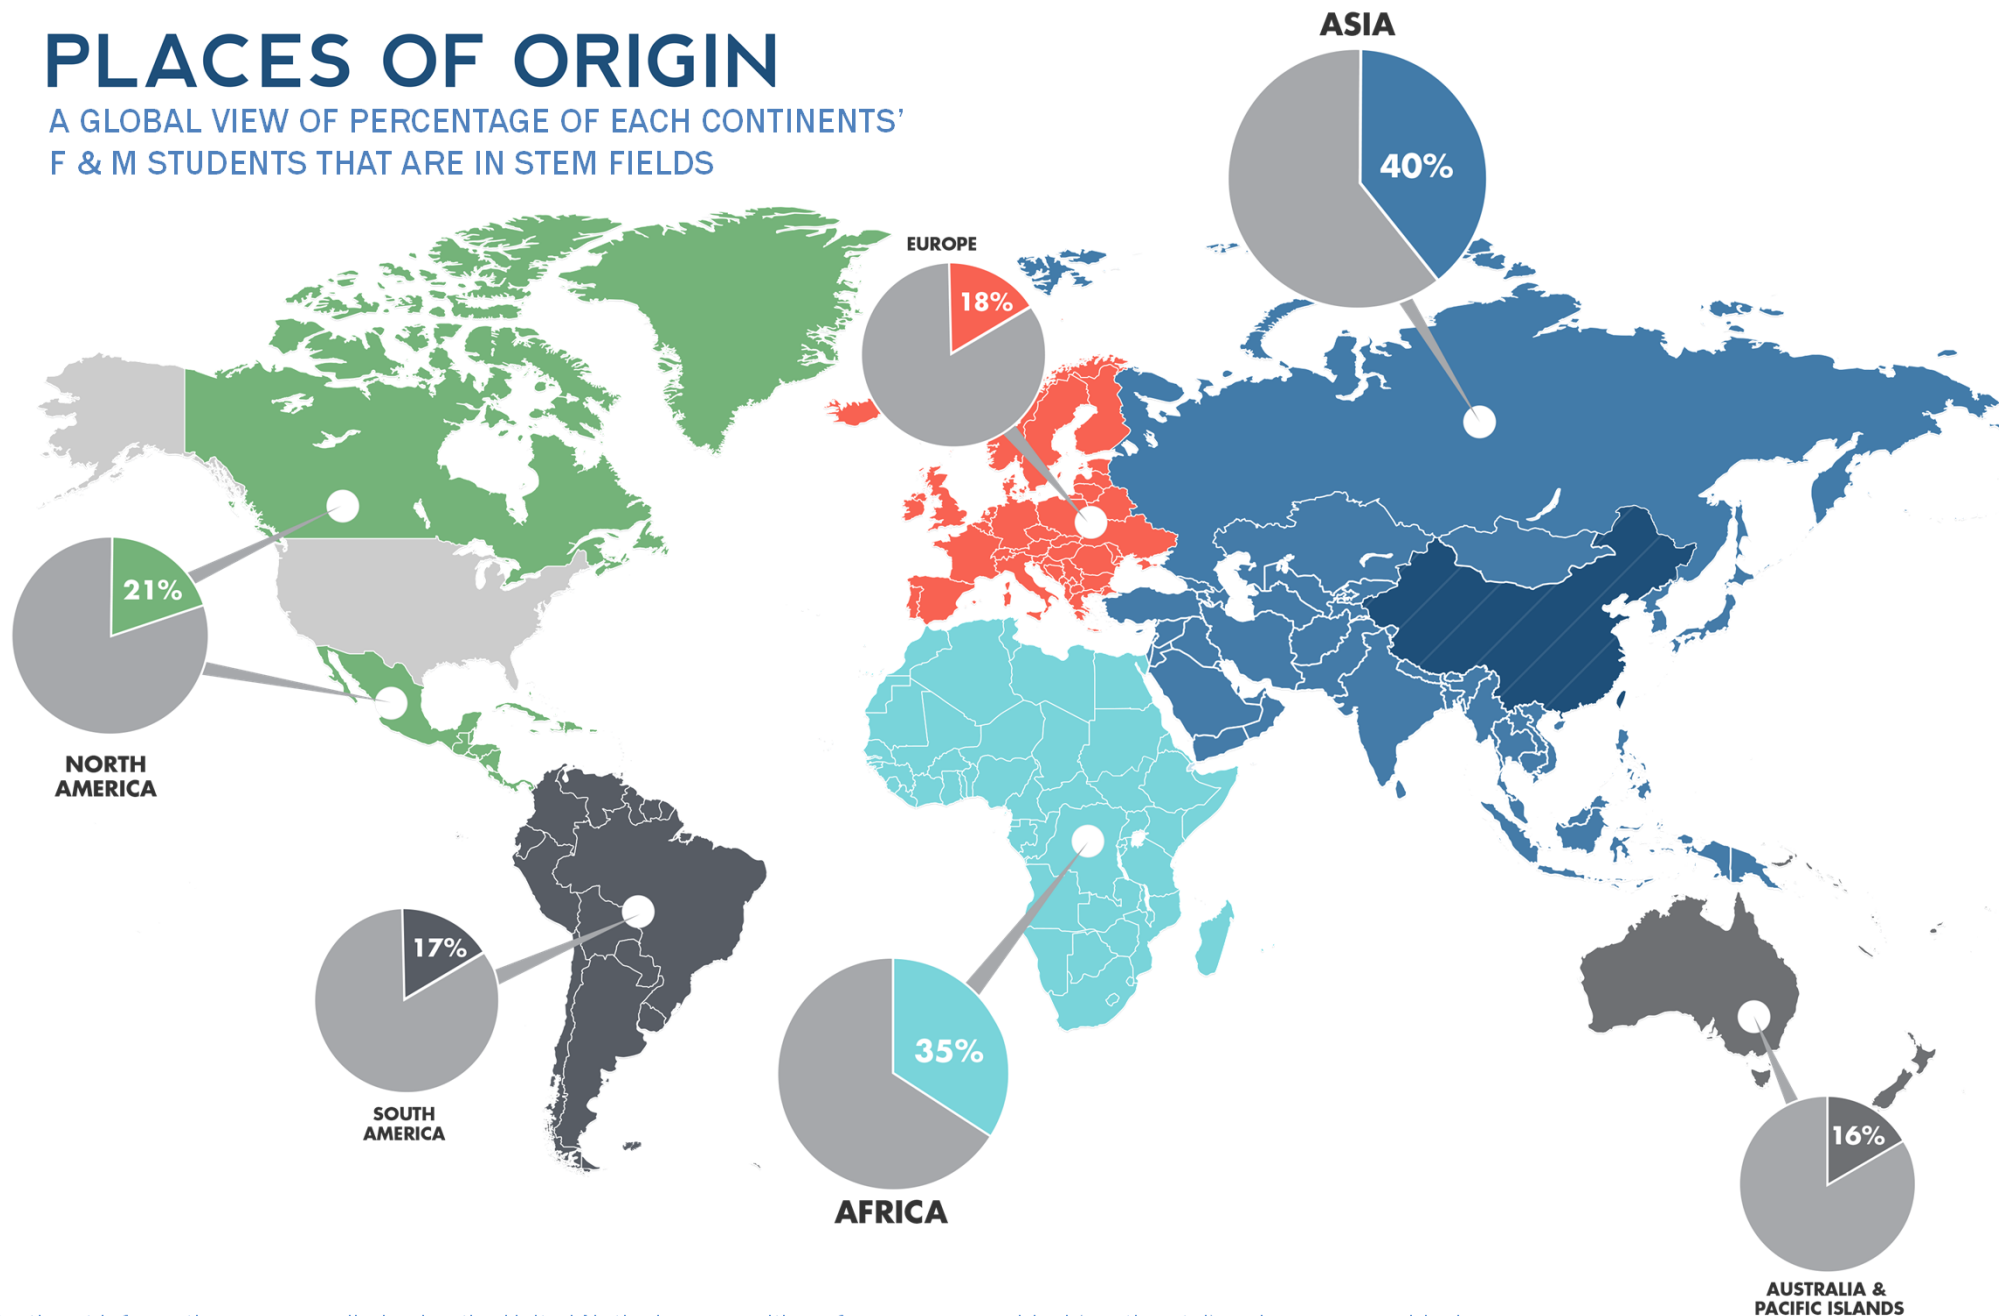 PLACES OF ORIGIN
A GLOBAL VIEW OF PERCENTAGE OF EACH CONTINENTS'
F & M STUDENTS THAT ARE IN STEM FIELDS
ASIA
40%
EUROPE
18%
21%
NORTH
AMERICA
17%
SOUTH
AMERICA
35%
AFRICA
16%
AUSTRALIA &
PACIFIC ISLANDS